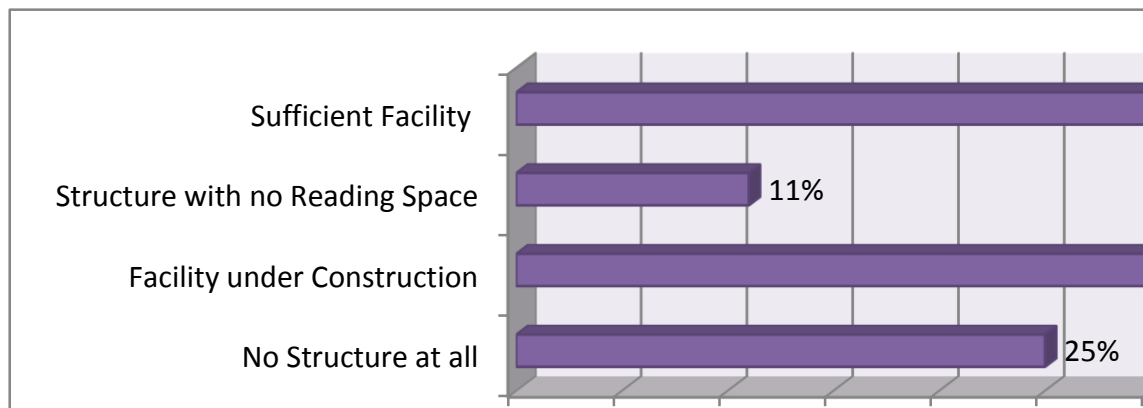 Sufficient Facility
Structure with no Reading Space
11%
Facility under Construction
No Structure at all
25%